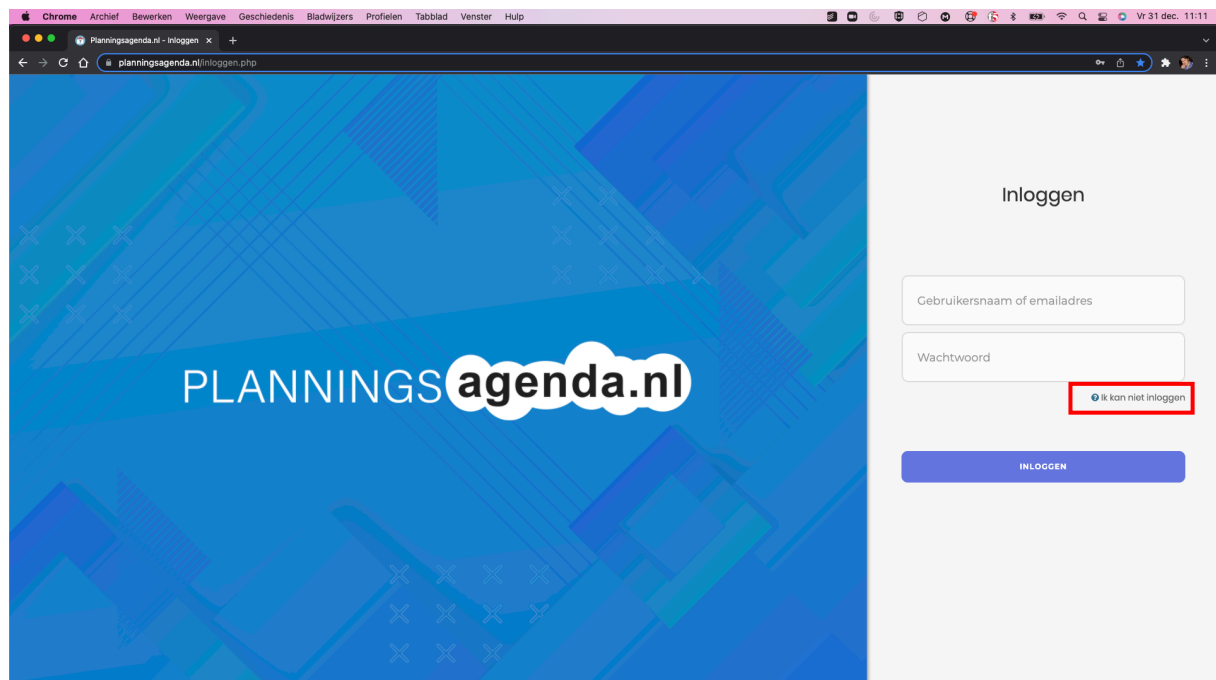 Chrome Archief Bewerken Weergave Geschiedenis Bladwijzers Profielen Tabblad Venster Hulp Vr 31 dec. 11:11
Planningsagenda.nl - Inloggen
planningsagenda.nl/inloggen.php
Inloggen
Gebruikersnaam of emailadres
Wachtwoord
PLANNINGSagenda.nl
Ik kan niet inloggen
INLOGGEN